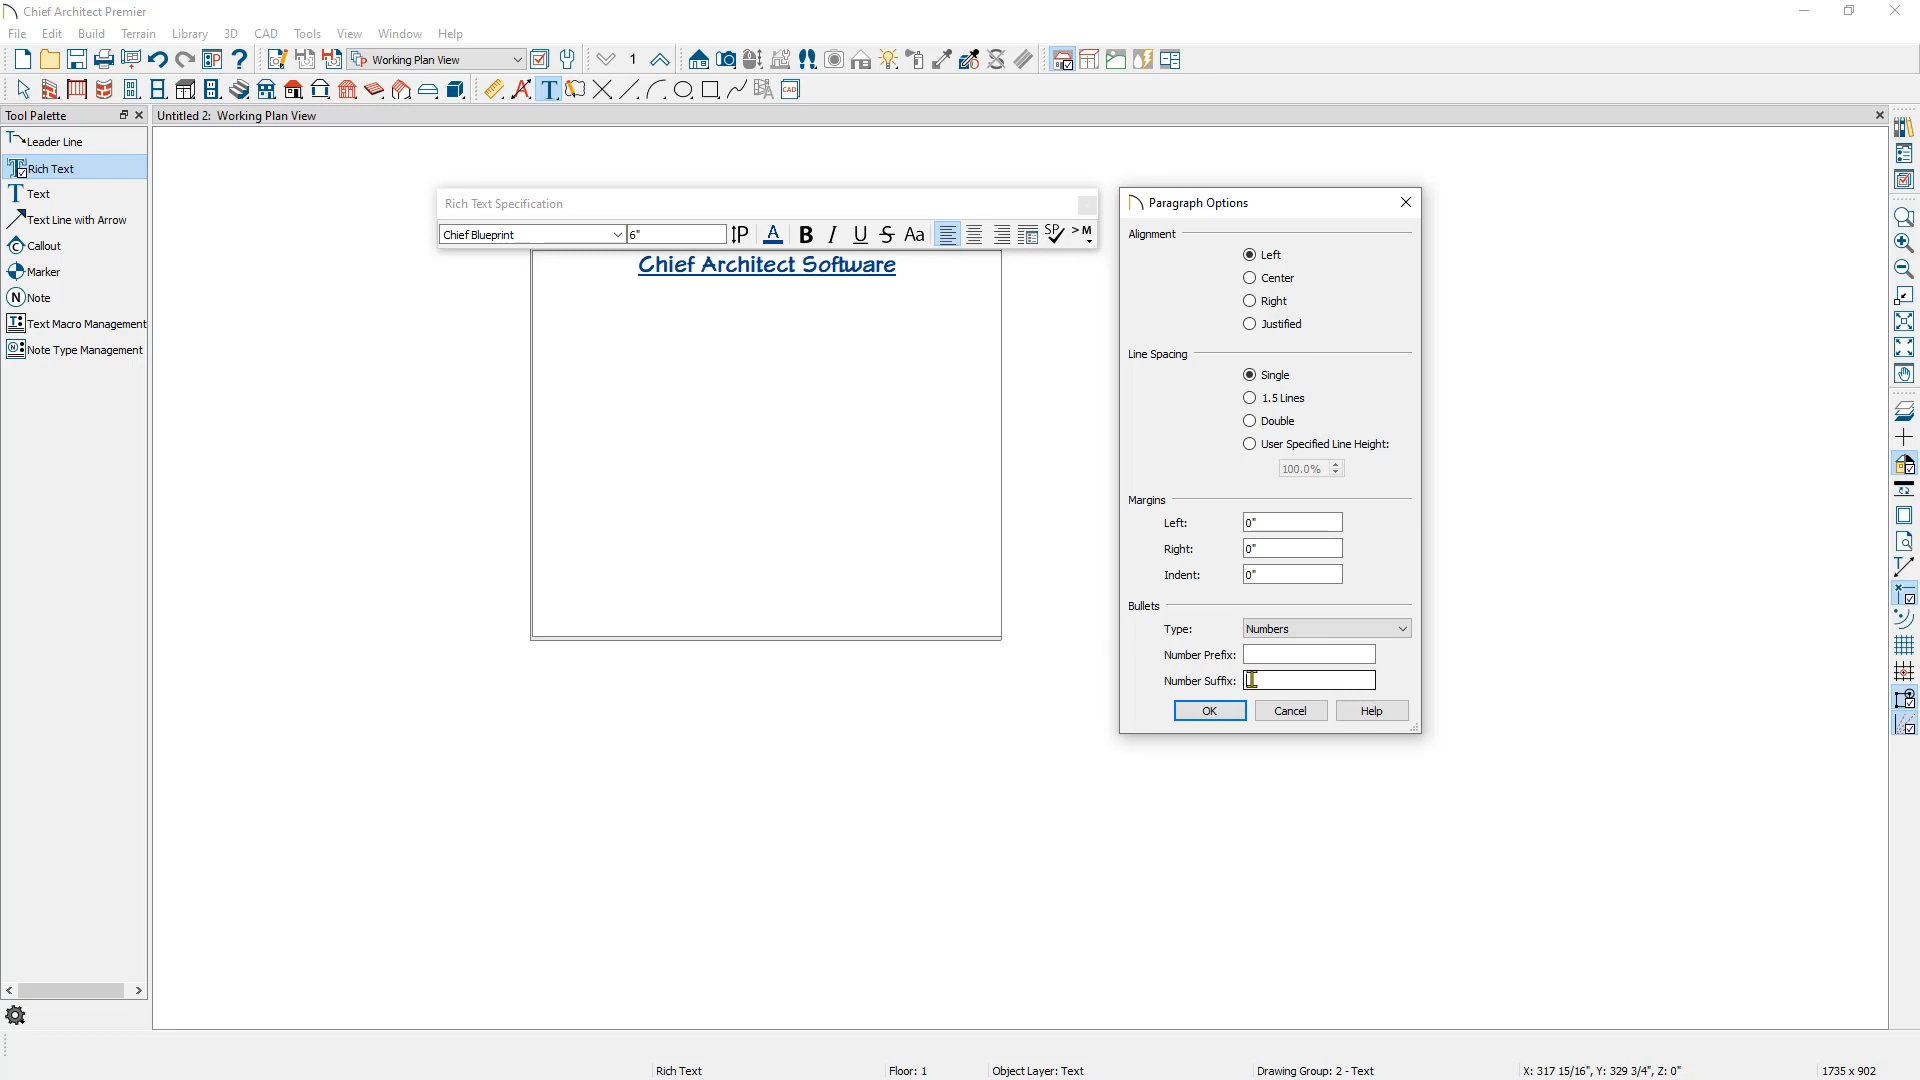 Chief Architect Premier
File Edit Build Terrain Library 3D CAD Tools View Window Help
Working Plan View 1
CAD
Tool Palette
Untitled 2: Working Plan View
Leader Line
Rich Text
Text
Text Line with Arrow
Callout
Marker
Note
Text Macro Management
Note Type Management
Rich Text Specification
Chief Blueprint 6" P A B I U S Aa SP > M
Chief Architect Software
Paragraph Options
Alignment
Left
Center
Right
Justified
Line Spacing
Single
1.5 Lines
Double
User Specified Line Height:
100.0%
Margins
Left: 0"
Right: 0"
Indent: 0"
Bullets
Type: Numbers
Number Prefix:
Number Suffix:
OK Cancel Help
Rich Text Floor: 1 Object Layer: Text Drawing Group: 2 - Text X: 317 15/16", Y: 329 3/4", Z: 0" 1735 x 902